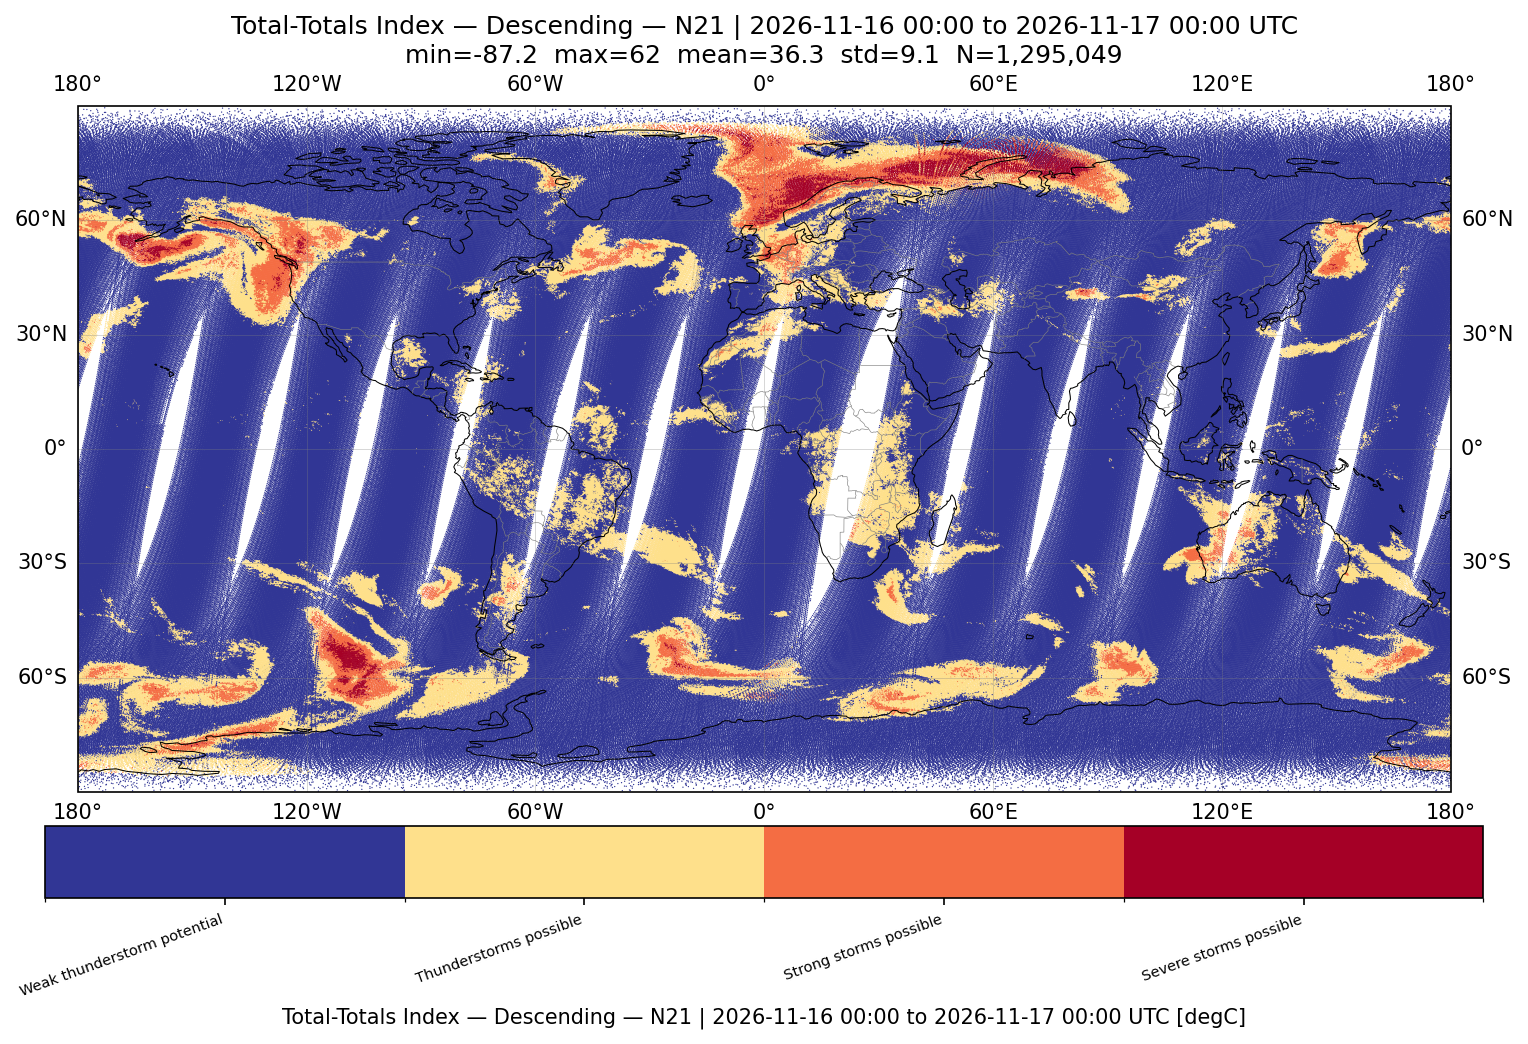 Total-Totals Index — Descending — N21 | 2026-11-16 00:00 to 2026-11-17 00:00 UTC
min=-87.2 max=62 mean=36.3 std=9.1 N=1,295,049
180° 120°W 60°W 0° 60°E 120°E 180°
60°N 60°N
30°N 30°N
0° 0°
30°S 30°S
60°S 60°S
180° 120°W 60°W 0° 60°E 120°E 180°
Weak thunderstorm potential Thunderstorms possible Strong storms possible Severe storms possible
Total-Totals Index — Descending — N21 | 2026-11-16 00:00 to 2026-11-17 00:00 UTC [degC]